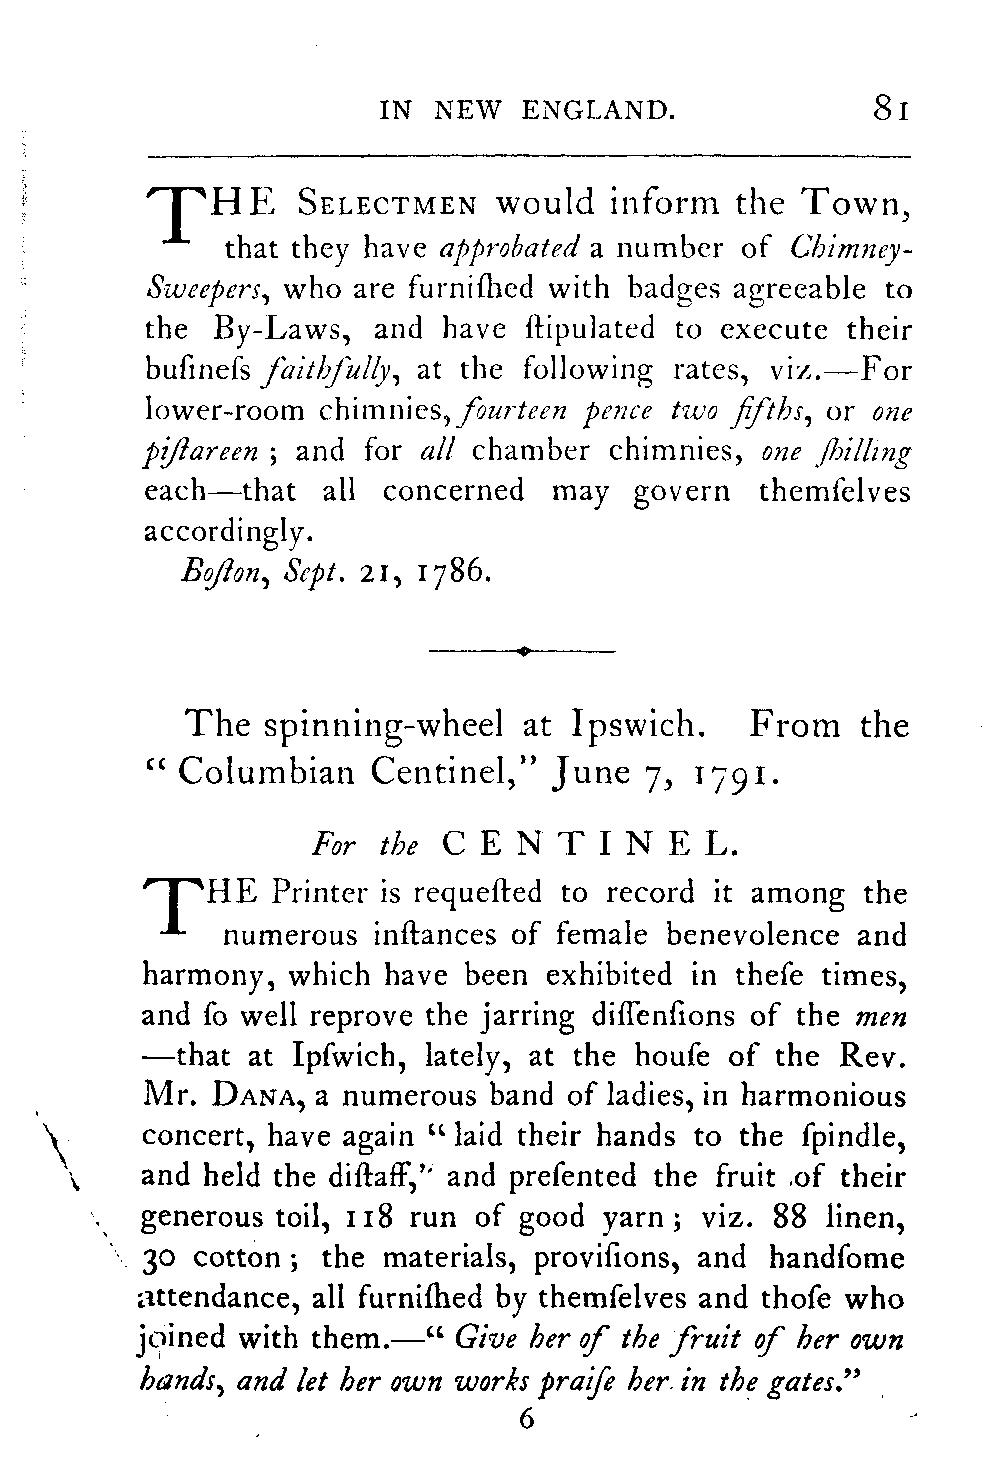 IN NEW ENGLAND. 81
THE SELECTMEN would inform the Town,
that they have approbated a number of Chimney-
Sweepers, who are furniſhed with badges agreeable to
the By-Laws, and have ſtipulated to execute their
buſineſs faithfully, at the following rates, viz.—For
lower-room chimnies, fourteen pence two fifths, or one
piſtareen ; and for all chamber chimnies, one ſhilling
each—that all concerned may govern themſelves
accordingly.
Boſton, Sept. 21, 1786.
The spinning-wheel at Ipswich. From the
“ Columbian Centinel,” June 7, 1791.
For the CENTINEL.
THE Printer is requeſted to record it among the
numerous inſtances of female benevolence and
harmony, which have been exhibited in theſe times,
and ſo well reprove the jarring diſſenſions of the men
—that at Ipſwich, lately, at the houſe of the Rev.
Mr. DANA, a numerous band of ladies, in harmonious
concert, have again “ laid their hands to the ſpindle,
and held the diſtaff,” and preſented the fruit of their
generous toil, 118 run of good yarn ; viz. 88 linen,
30 cotton ; the materials, proviſions, and handſome
attendance, all furniſhed by themſelves and thoſe who
joined with them.—“ Give her of the fruit of her own
hands, and let her own works praiſe her in the gates.”
6